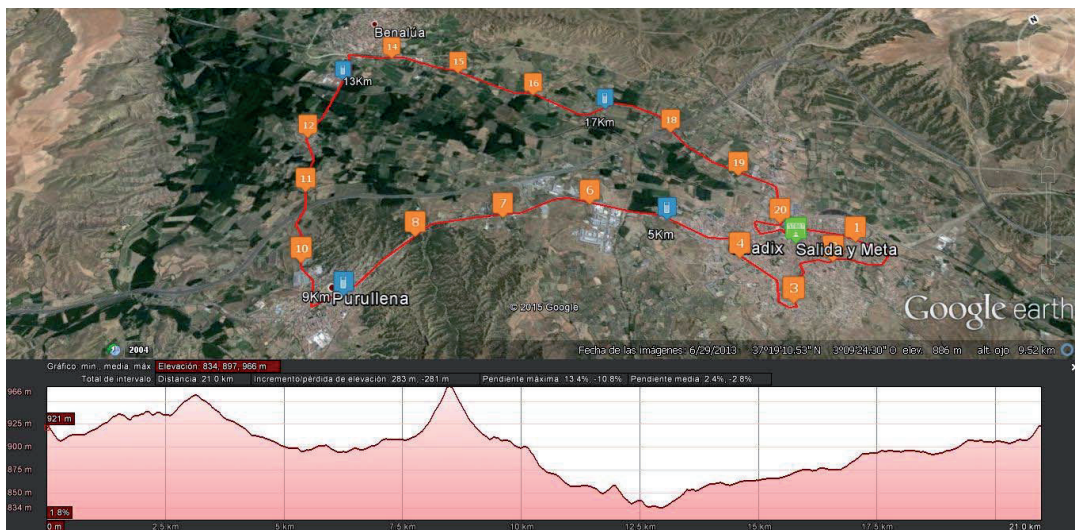 N
Benalúa
14
15
13Km
16
17Km
12
18
11
19
7
6
8
5Km
20
1
4
adix Salida y Meta
10
3
9Km Purullena
© 2015 Google
Google earth
2004
Fecha de las imágenes: 6/29/2013 37°19'10.53" N 3°09'24.30" O elev. 886 m alt. ojo 9.52 km
Gráfico: mín., media, máx. Elevación: 834, 897, 966 m
Total de intervalo: Distancia: 21.0 km Incremento/pérdida de elevación: 283 m, -281 m Pendiente máxima: 13.4%, -10.8% Pendiente media: 2.4%, -2.8%
966 m
925 m
921 m
900 m
875 m
850 m
834 m
1.8%
0 m 2.5 km 5 km 7.5 km 10 km 12.5 km 15 km 17.5 km 21.0 km